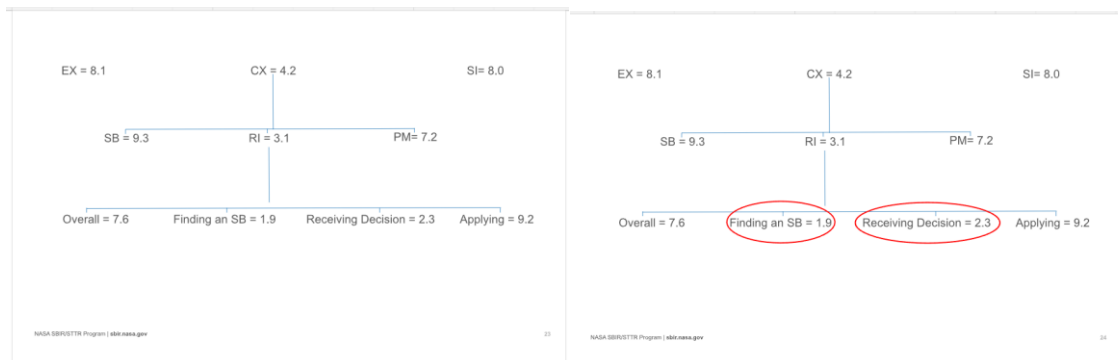 EX = 8.1 CX = 4.2 SI= 8.0
SB = 9.3 RI = 3.1 PM= 7.2
Overall = 7.6 Finding an SB = 1.9 Receiving Decision = 2.3 Applying = 9.2
NASA SBIR/STTR Program | sbir.nasa.gov 23
EX = 8.1 CX = 4.2 SI= 8.0
SB = 9.3 RI = 3.1 PM= 7.2
Overall = 7.6 Finding an SB = 1.9 Receiving Decision = 2.3 Applying = 9.2
NASA SBIR/STTR Program | sbir.nasa.gov 24